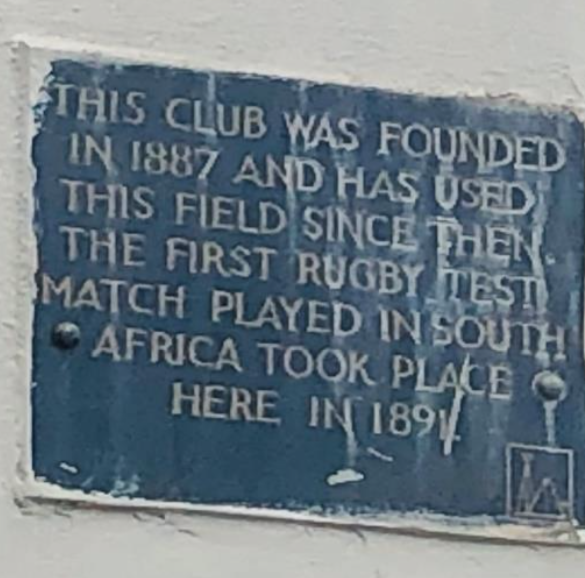 THIS CLUB WAS FOUNDED
IN 1887 AND HAS USED
THIS FIELD SINCE THEN.
THE FIRST RUGBY TEST
MATCH PLAYED IN SOUTH
AFRICA TOOK PLACE
HERE IN 1891.